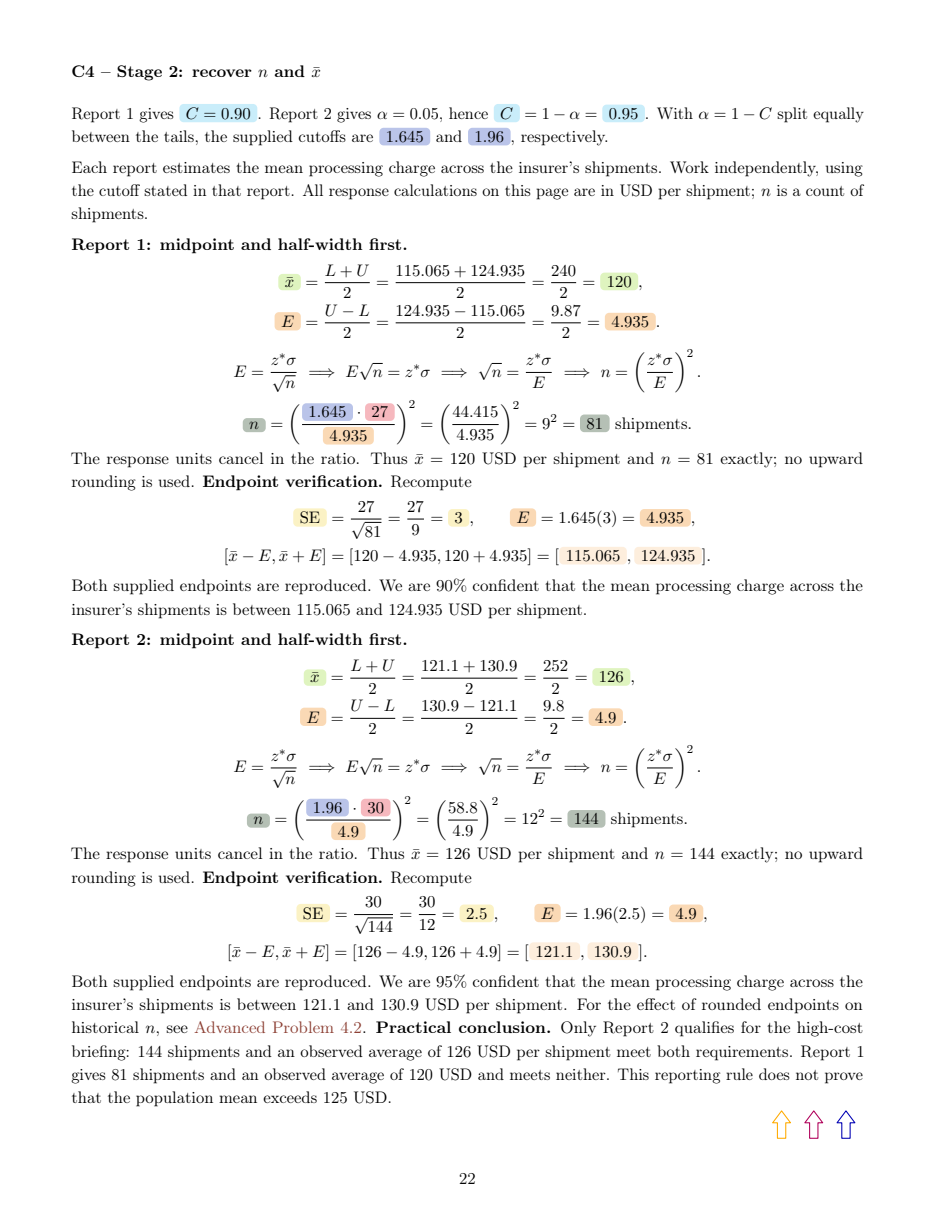 C4 – Stage 2: recover n and x̄
Report 1 gives C = 0.90 . Report 2 gives α = 0.05, hence C = 1 − α = 0.95 . With α = 1 − C split equally
between the tails, the supplied cutoffs are 1.645 and 1.96 , respectively.
Each report estimates the mean processing charge across the insurer's shipments. Work independently, using
the cutoff stated in that report. All response calculations on this page are in USD per shipment; n is a count of
shipments.
Report 1: midpoint and half-width first.
x̄ = (L + U)/2 = (115.065 + 124.935)/2 = 240/2 = 120 ,
E = (U − L)/2 = (124.935 − 115.065)/2 = 9.87/2 = 4.935 .
E = z*σ/√n ⟹ E√n = z*σ ⟹ √n = z*σ/E ⟹ n = (z*σ/E)² .
n = (1.645 · 27/4.935)² = (44.415/4.935)² = 9² = 81 shipments.
The response units cancel in the ratio. Thus x̄ = 120 USD per shipment and n = 81 exactly; no upward
rounding is used. Endpoint verification. Recompute
SE = 27/√81 = 27/9 = 3 , E = 1.645(3) = 4.935 ,
[x̄ − E, x̄ + E] = [120 − 4.935, 120 + 4.935] = [ 115.065 , 124.935 ].
Both supplied endpoints are reproduced. We are 90% confident that the mean processing charge across the
insurer's shipments is between 115.065 and 124.935 USD per shipment.
Report 2: midpoint and half-width first.
x̄ = (L + U)/2 = (121.1 + 130.9)/2 = 252/2 = 126 ,
E = (U − L)/2 = (130.9 − 121.1)/2 = 9.8/2 = 4.9 .
E = z*σ/√n ⟹ E√n = z*σ ⟹ √n = z*σ/E ⟹ n = (z*σ/E)² .
n = (1.96 · 30/4.9)² = (58.8/4.9)² = 12² = 144 shipments.
The response units cancel in the ratio. Thus x̄ = 126 USD per shipment and n = 144 exactly; no upward
rounding is used. Endpoint verification. Recompute
SE = 30/√144 = 30/12 = 2.5 , E = 1.96(2.5) = 4.9 ,
[x̄ − E, x̄ + E] = [126 − 4.9, 126 + 4.9] = [ 121.1 , 130.9 ].
Both supplied endpoints are reproduced. We are 95% confident that the mean processing charge across the
insurer's shipments is between 121.1 and 130.9 USD per shipment. For the effect of rounded endpoints on
historical n, see Advanced Problem 4.2. Practical conclusion. Only Report 2 qualifies for the high-cost
briefing: 144 shipments and an observed average of 126 USD per shipment meet both requirements. Report 1
gives 81 shipments and an observed average of 120 USD and meets neither. This reporting rule does not prove
that the population mean exceeds 125 USD.
22